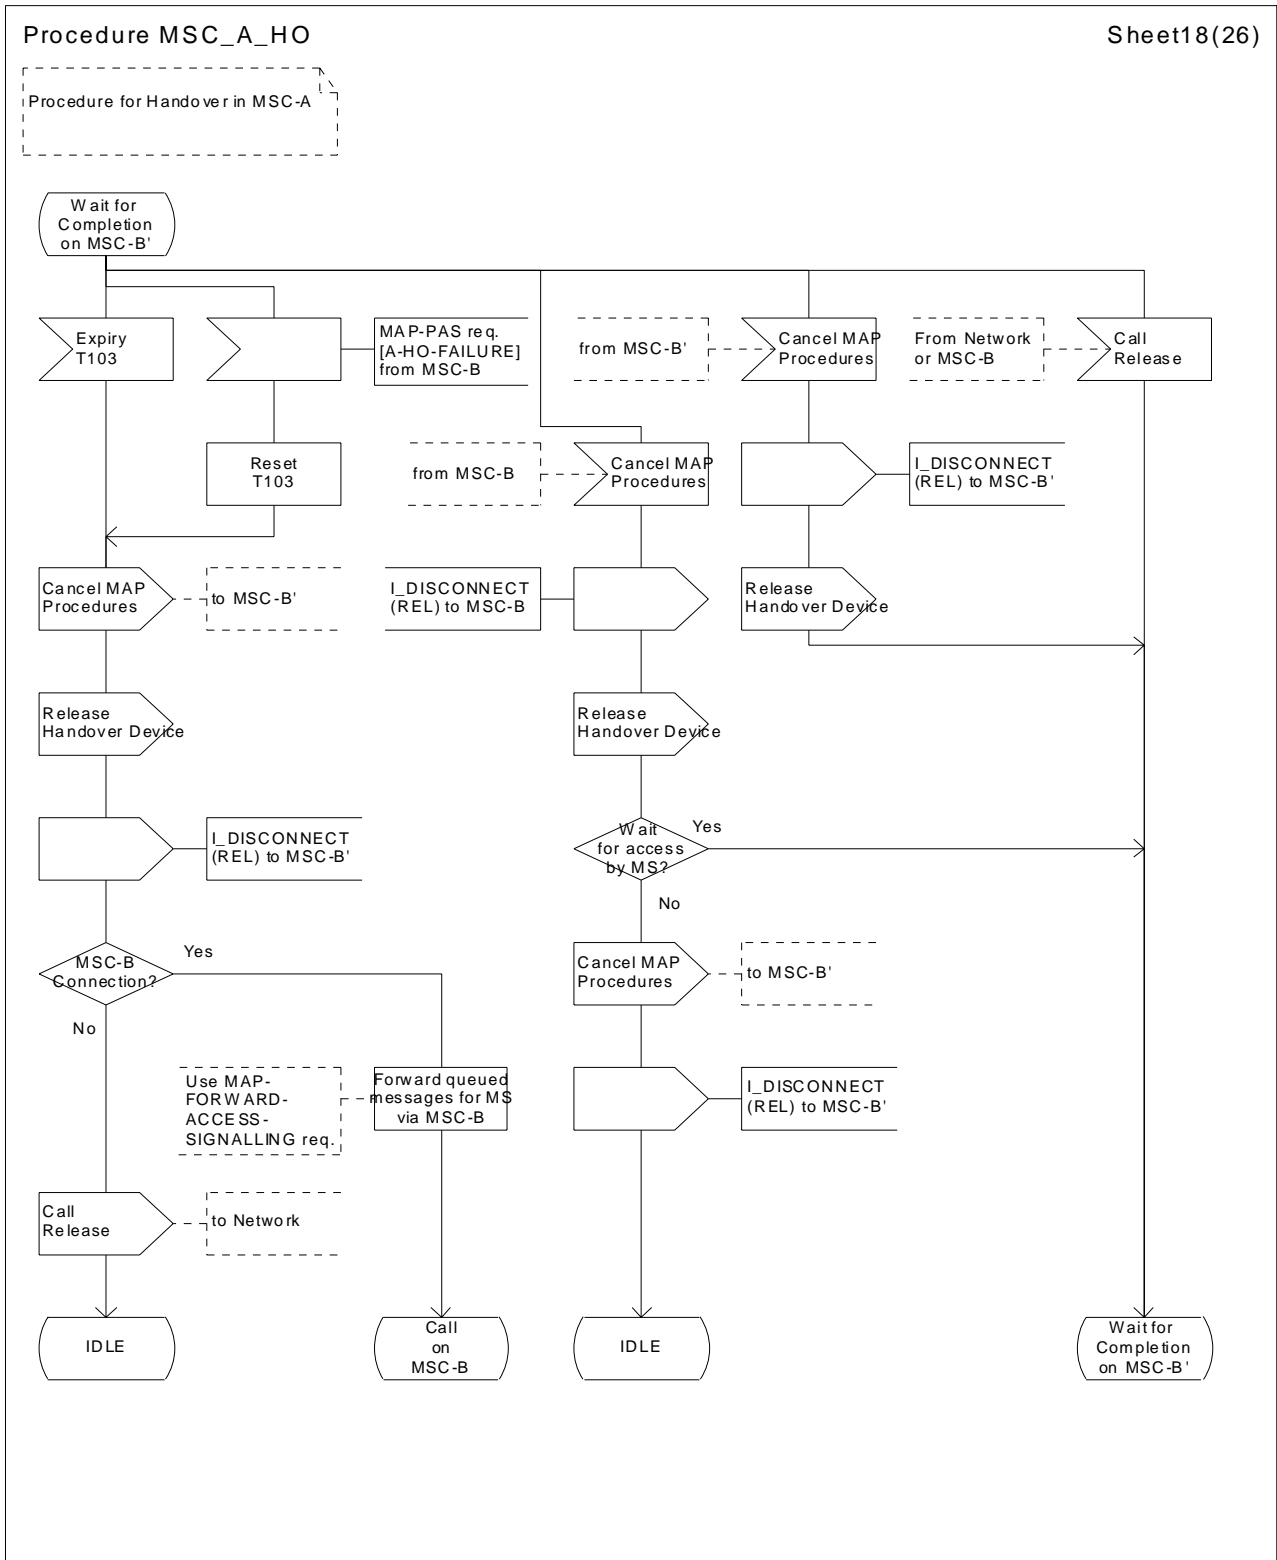 Procedure MSC_A_HO
Sheet18(26)
Procedure for Handover in MSC-A
Wait for
Completion
on MSC-B'
Expiry
T103
MAP-PAS req.
[A-HO-FAILURE]
from MSC-B
from MSC-B'
Cancel MAP
Procedures
From Network
or MSC-B
Call
Release
Reset
T103
from MSC-B
Cancel MAP
Procedures
I_DISCONNECT
(REL) to MSC-B'
Cancel MAP
Procedures
to MSC-B'
I_DISCONNECT
(REL) to MSC-B
Release
Handover Device
Release
Handover Device
Release
Handover Device
I_DISCONNECT
(REL) to MSC-B'
Wait
for access
by MS?
Yes
No
MSC-B
Connection?
Yes
No
Cancel MAP
Procedures
to MSC-B'
Use MAP-
FORWARD-
ACCESS-
SIGNALLING req.
Forward queued
messages for MS
via MSC-B
I_DISCONNECT
(REL) to MSC-B'
Call
Release
to Network
IDLE
Call
on
MSC-B
IDLE
Wait for
Completion
on MSC-B'